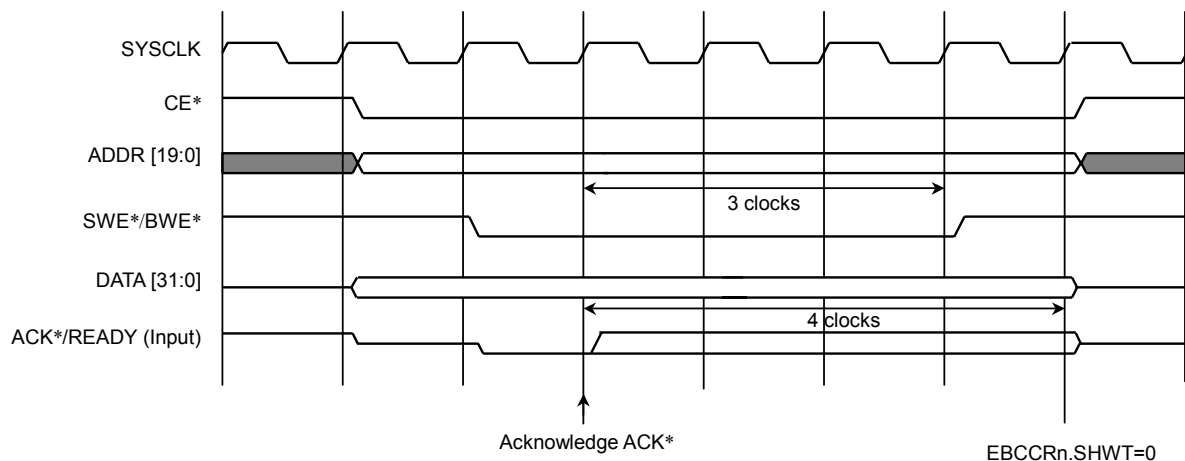 SYSCLK
CE*
ADDR [19:0]
3 clocks
SWE*/BWE*
DATA [31:0]
4 clocks
ACK*/READY (Input)
Acknowledge ACK*
EBCCRn.SHWT=0